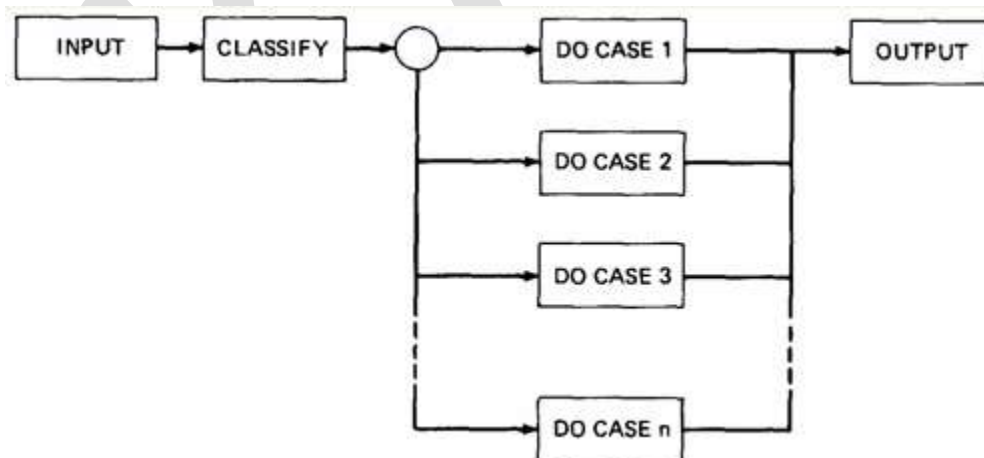 INPUT
CLASSIFY
DO CASE 1
OUTPUT
DO CASE 2
DO CASE 3
DO CASE n